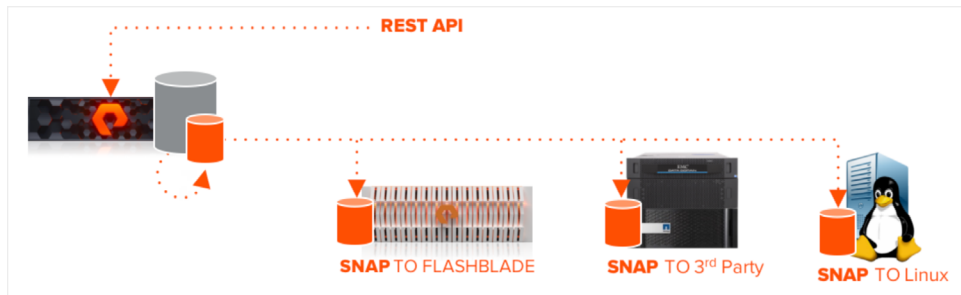 REST API
SNAP TO FLASHBLADE
SNAP TO 3rd Party
SNAP TO Linux